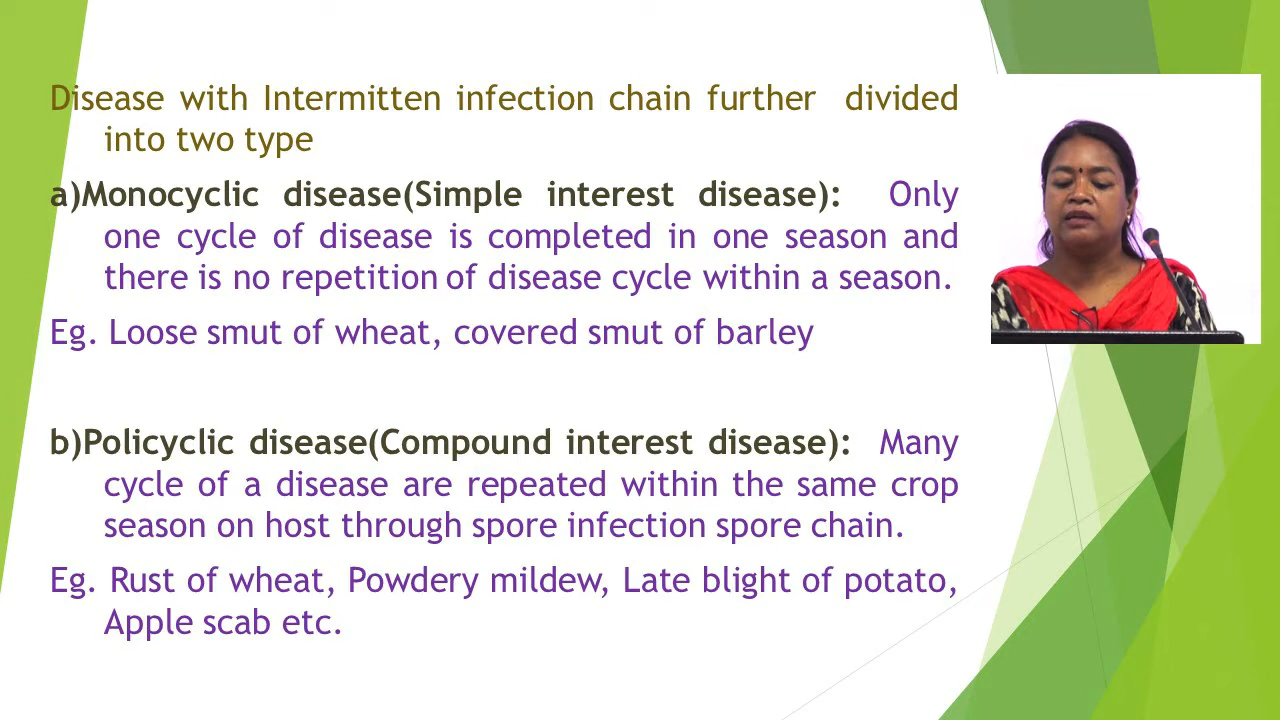 Disease with Intermitten infection chain further divided
into two type
a)Monocyclic disease(Simple interest disease): Only
one cycle of disease is completed in one season and
there is no repetition of disease cycle within a season.
Eg. Loose smut of wheat, covered smut of barley
b)Policyclic disease(Compound interest disease): Many
cycle of a disease are repeated within the same crop
season on host through spore infection spore chain.
Eg. Rust of wheat, Powdery mildew, Late blight of potato,
Apple scab etc.